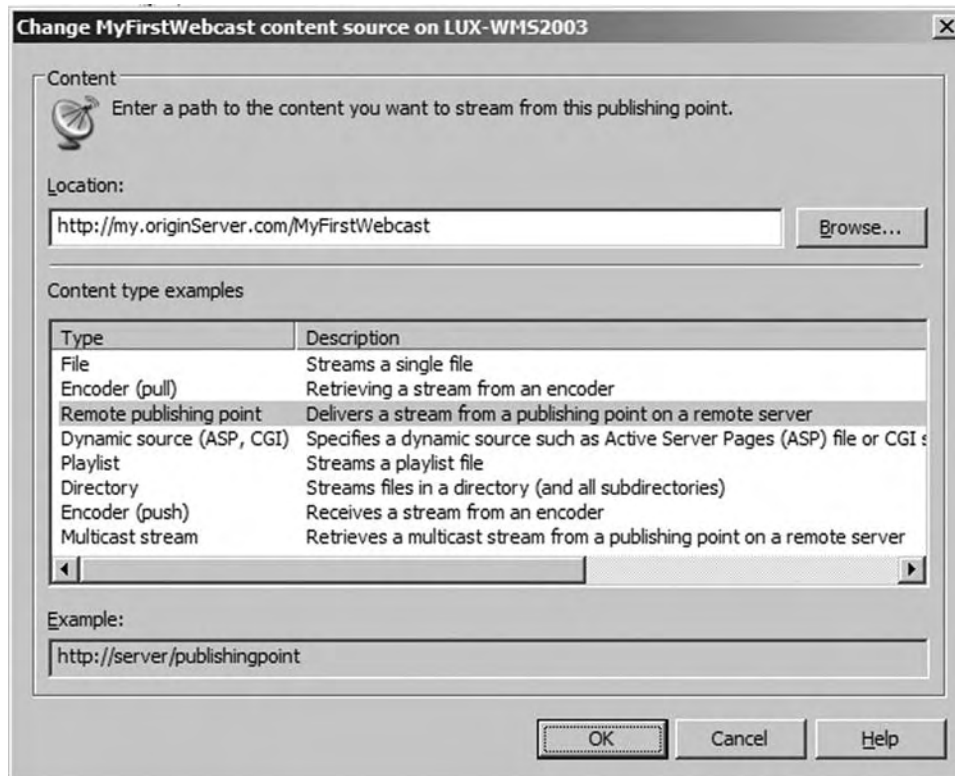 Change MyFirstWebcast content source on LUX-WMS2003
Content
Enter a path to the content you want to stream from this publishing point.
Location:
http://my.originServer.com/MyFirstWebcast
Browse...
Content type examples
Type Description
File Streams a single file
Encoder (pull) Retrieving a stream from an encoder
Remote publishing point Delivers a stream from a publishing point on a remote server
Dynamic source (ASP, CGI) Specifies a dynamic source such as Active Server Pages (ASP) file or CGI s
Playlist Streams a playlist file
Directory Streams files in a directory (and all subdirectories)
Encoder (push) Receives a stream from an encoder
Multicast stream Retrieves a multicast stream from a publishing point on a remote server
Example:
http://server/publishingpoint
OK Cancel Help